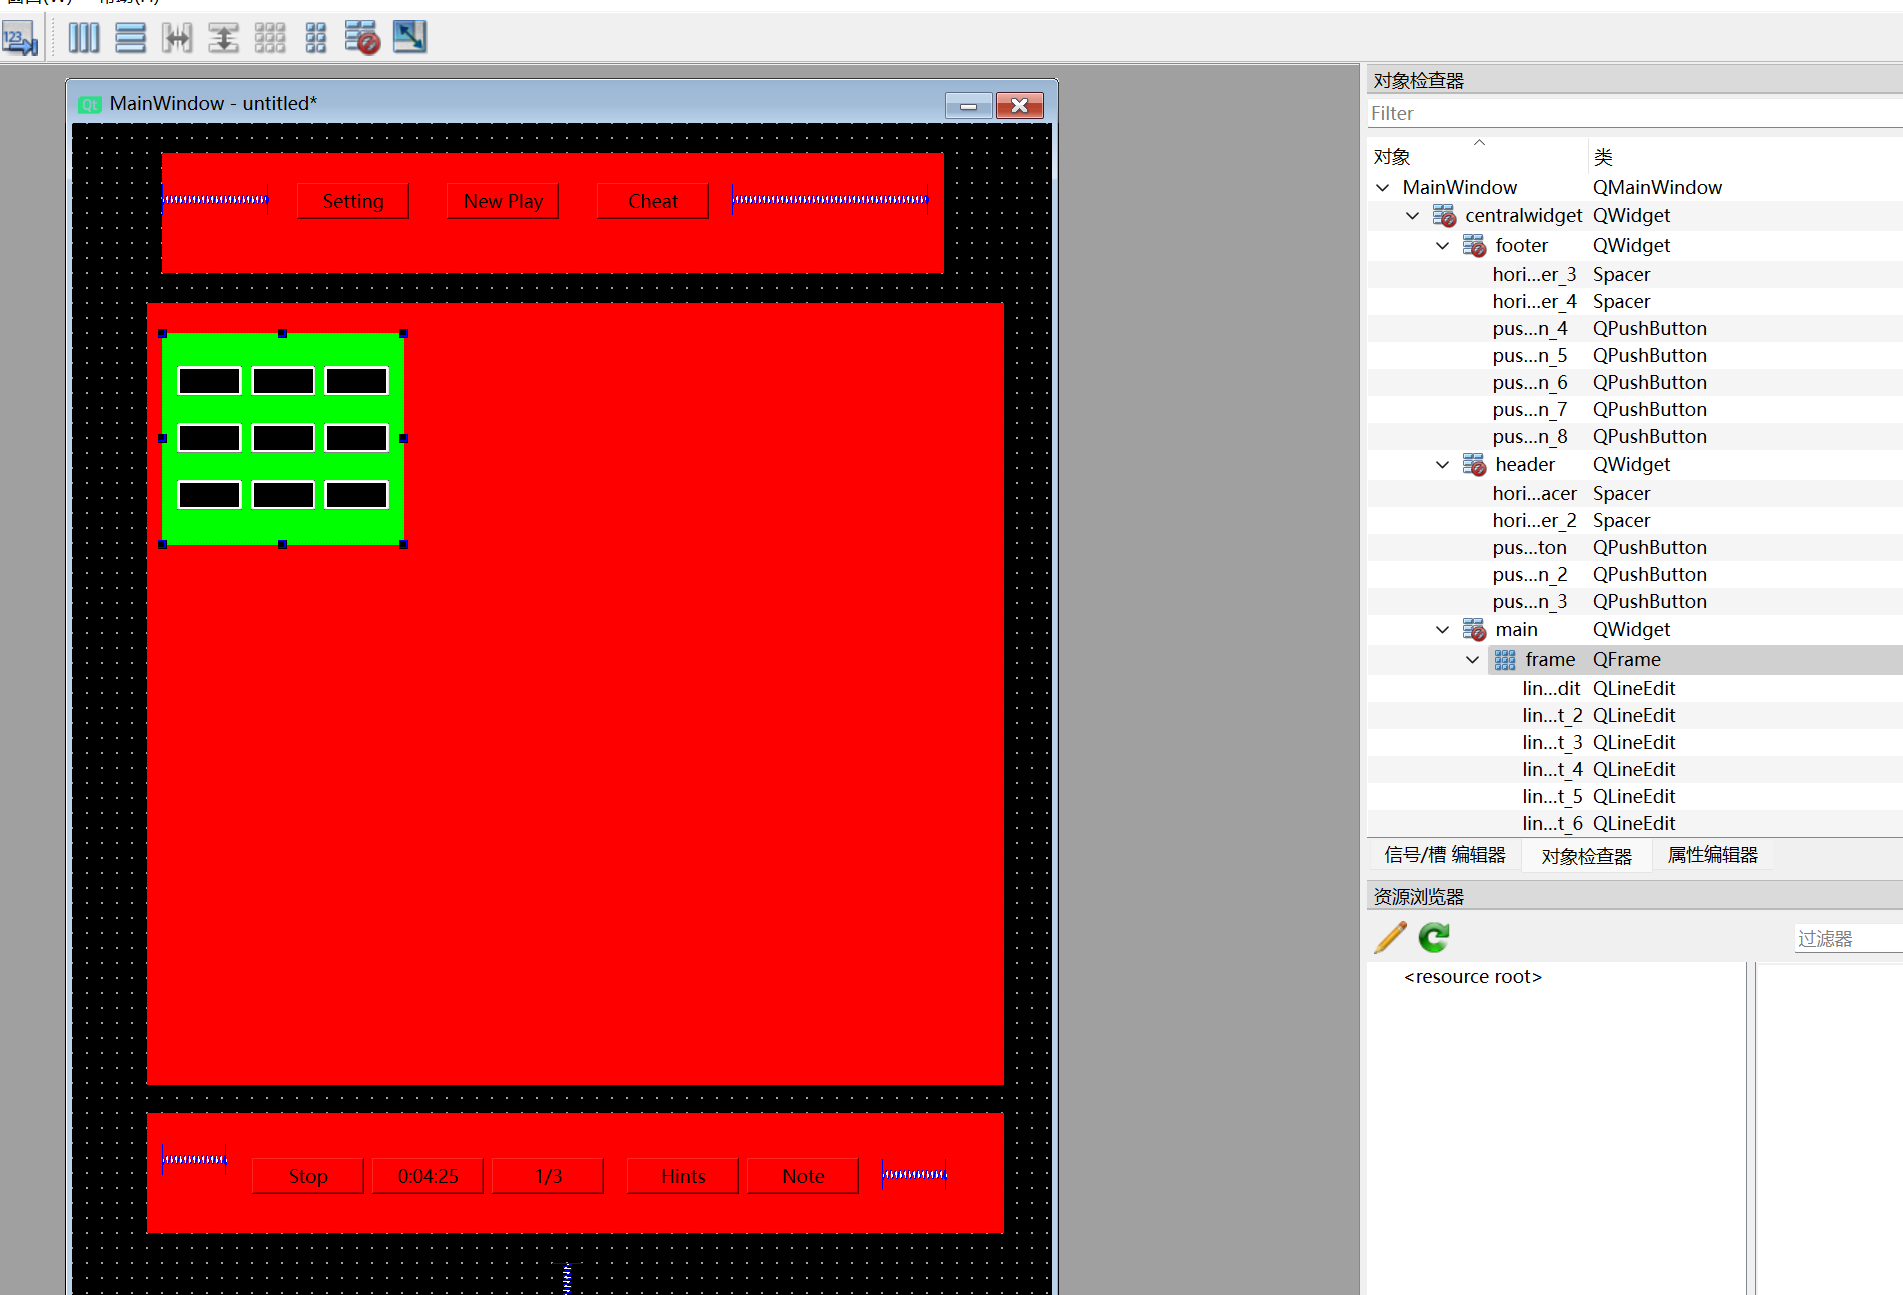 123
Qt MainWindow - untitled*
Setting
New Play
Cheat
Stop
0:04:25
1/3
Hints
Note
对象检查器
Filter
对象 类
MainWindow QMainWindow
centralwidget QWidget
footer QWidget
hori...er_3 Spacer
hori...er_4 Spacer
pus...n_4 QPushButton
pus...n_5 QPushButton
pus...n_6 QPushButton
pus...n_7 QPushButton
pus...n_8 QPushButton
header QWidget
hori...acer Spacer
hori...er_2 Spacer
pus...ton QPushButton
pus...n_2 QPushButton
pus...n_3 QPushButton
main QWidget
frame QFrame
lin...dit QLineEdit
lin...t_2 QLineEdit
lin...t_3 QLineEdit
lin...t_4 QLineEdit
lin...t_5 QLineEdit
lin...t_6 QLineEdit
信号/槽 编辑器 对象检查器 属性编辑器
资源浏览器
过滤器
<resource root>